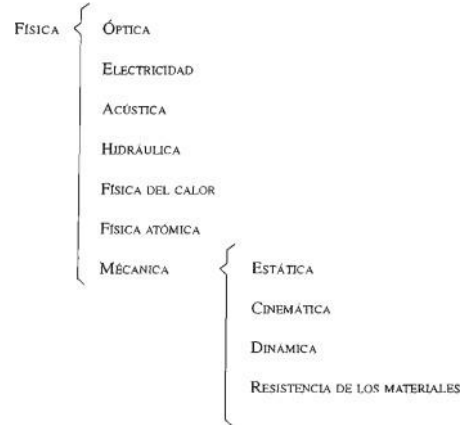 FÍSICA
ÓPTICA
ELECTRICIDAD
ACÚSTICA
HIDRÁULICA
FÍSICA DEL CALOR
FÍSICA ATÓMICA
MÉCANICA
ESTÁTICA
CINEMÁTICA
DINÁMICA
RESISTENCIA DE LOS MATERIALES